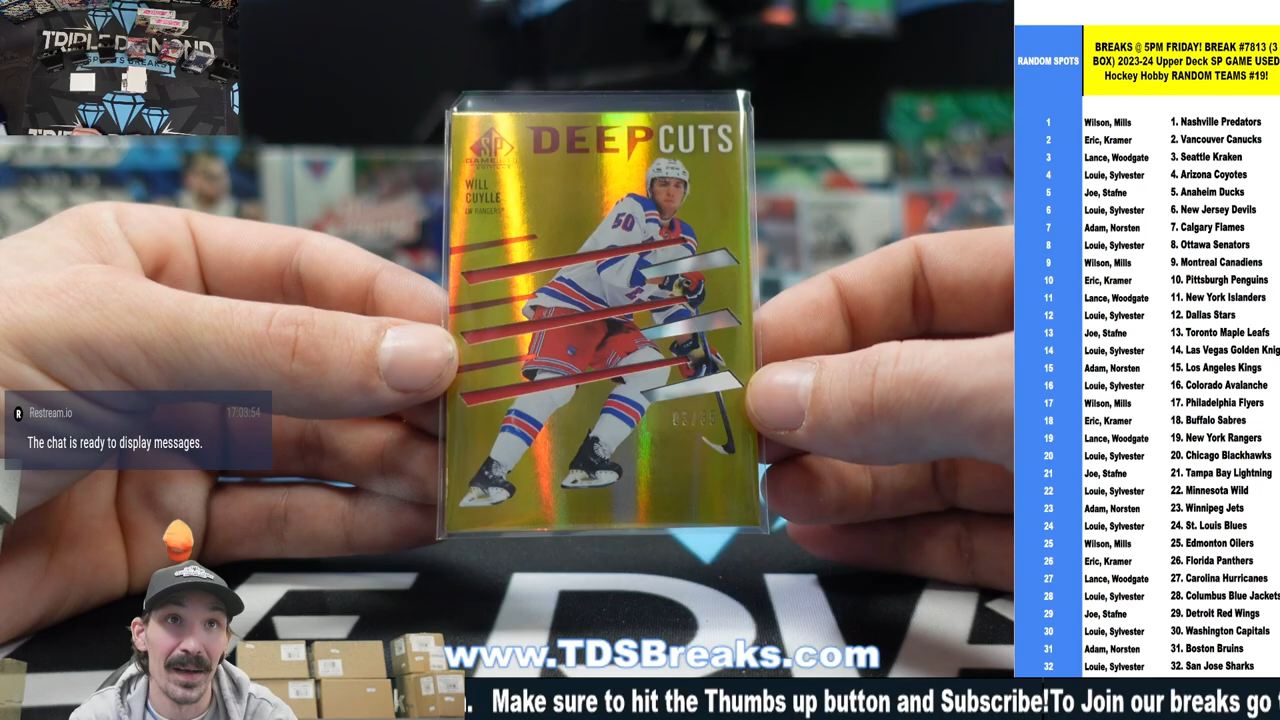 TRIPLE DIAMOND
SPORTS BREAKS
RANDOM SPOTS
BREAKS @ 5PM FRIDAY! BREAK #7813 (3
BOX) 2023-24 Upper Deck SP GAME USED
Hockey Hobby RANDOM TEAMS #19!
1 Wilson, Mills 1. Nashville Predators
2 Eric, Kramer 2. Vancouver Canucks
3 Lance, Woodgate 3. Seattle Kraken
4 Louie, Sylvester 4. Arizona Coyotes
5 Joe, Stafne 5. Anaheim Ducks
6 Louie, Sylvester 6. New Jersey Devils
7 Adam, Norsten 7. Calgary Flames
8 Louie, Sylvester 8. Ottawa Senators
9 Wilson, Mills 9. Montreal Canadiens
10 Eric, Kramer 10. Pittsburgh Penguins
11 Lance, Woodgate 11. New York Islanders
12 Louie, Sylvester 12. Dallas Stars
13 Joe, Stafne 13. Toronto Maple Leafs
14 Louie, Sylvester 14. Las Vegas Golden Knig
15 Adam, Norsten 15. Los Angeles Kings
16 Louie, Sylvester 16. Colorado Avalanche
17 Wilson, Mills 17. Philadelphia Flyers
18 Eric, Kramer 18. Buffalo Sabres
19 Lance, Woodgate 19. New York Rangers
20 Louie, Sylvester 20. Chicago Blackhawks
21 Joe, Stafne 21. Tampa Bay Lightning
22 Louie, Sylvester 22. Minnesota Wild
23 Adam, Norsten 23. Winnipeg Jets
24 Louie, Sylvester 24. St. Louis Blues
25 Wilson, Mills 25. Edmonton Oilers
26 Eric, Kramer 26. Florida Panthers
27 Lance, Woodgate 27. Carolina Hurricanes
28 Louie, Sylvester 28. Columbus Blue Jackets
29 Joe, Stafne 29. Detroit Red Wings
30 Louie, Sylvester 30. Washington Capitals
31 Adam, Norsten 31. Boston Bruins
32 Louie, Sylvester 32. San Jose Sharks
DEEP CUTS
SP
GAME USED
WILL
CUYLLE
LW RANGERS
50
R Restream.io 17:03:54
The chat is ready to display messages.
www.TDSBreaks.com
. Make sure to hit the Thumbs up button and Subscribe!To Join our breaks go